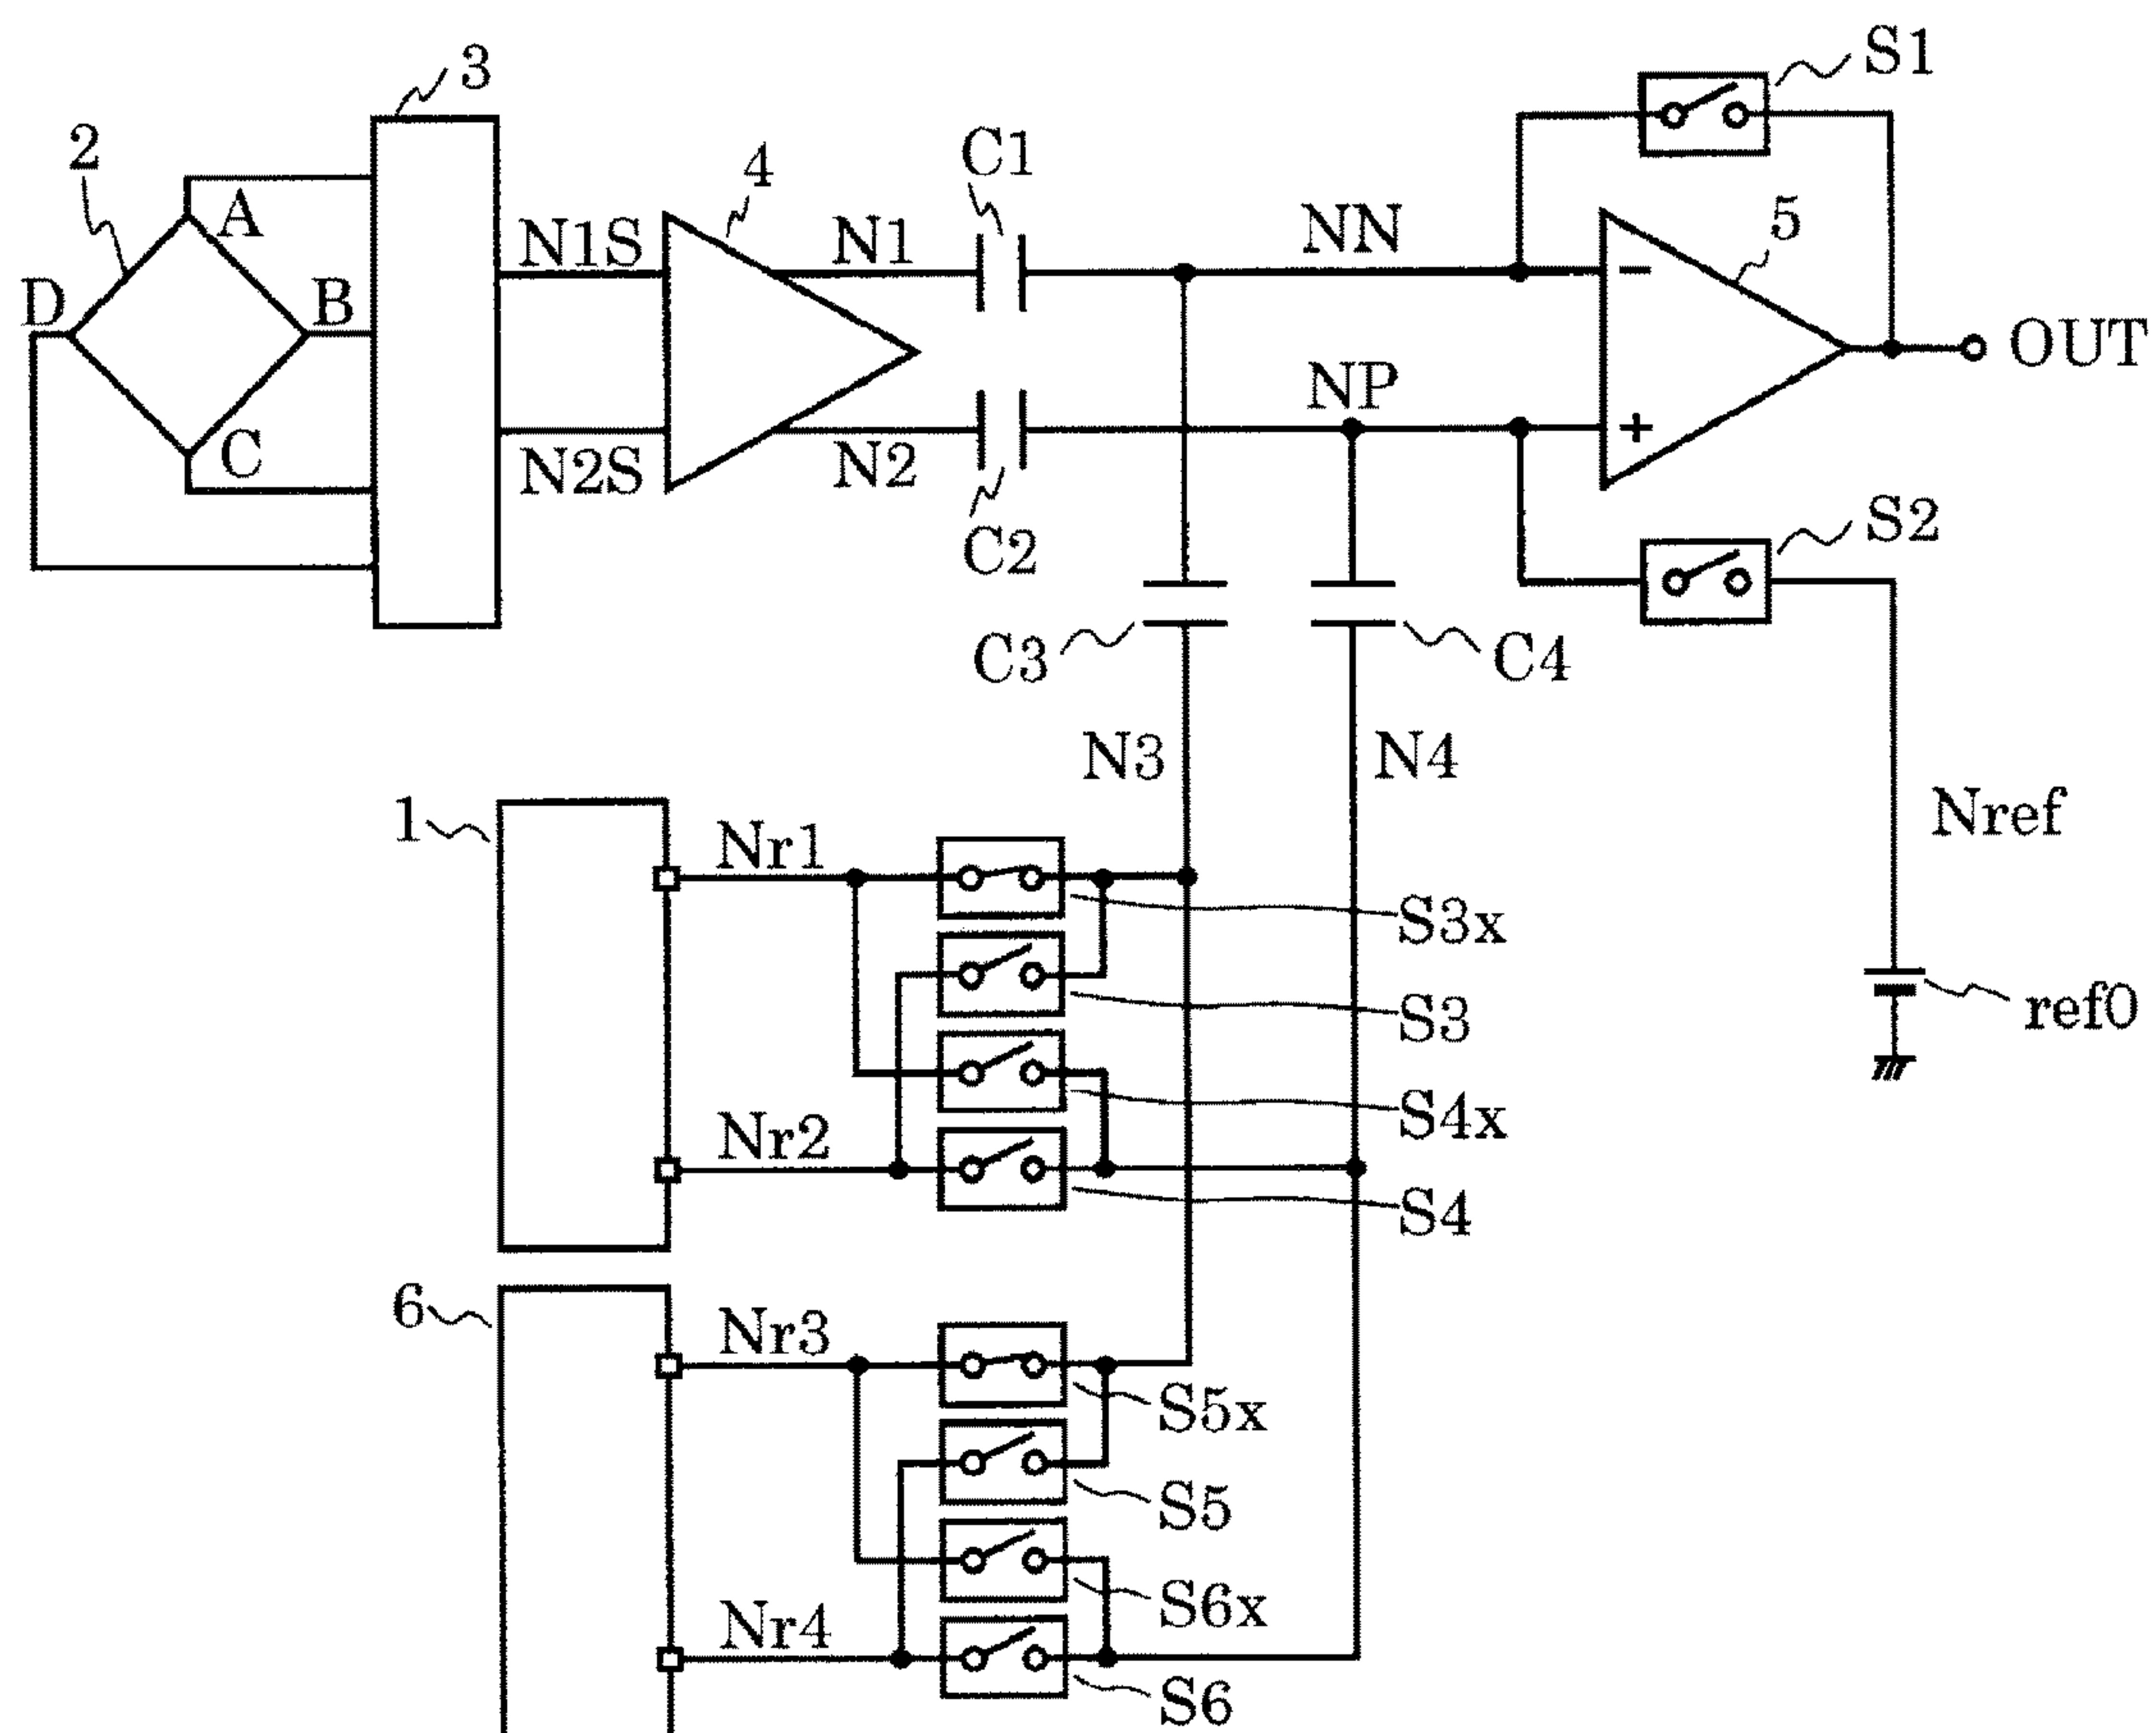 3
S1
2
C1
4
A
N1S
N1
NN
5
D
B
−
OUT
NP
C
N2S
N2
+
S2
C2
C3
C4
N3
N4
1
Nr1
Nref
S3x
S3
ref0
Nr2
S4x
S4
6
Nr3
S5x
S5
Nr4
S6x
S6